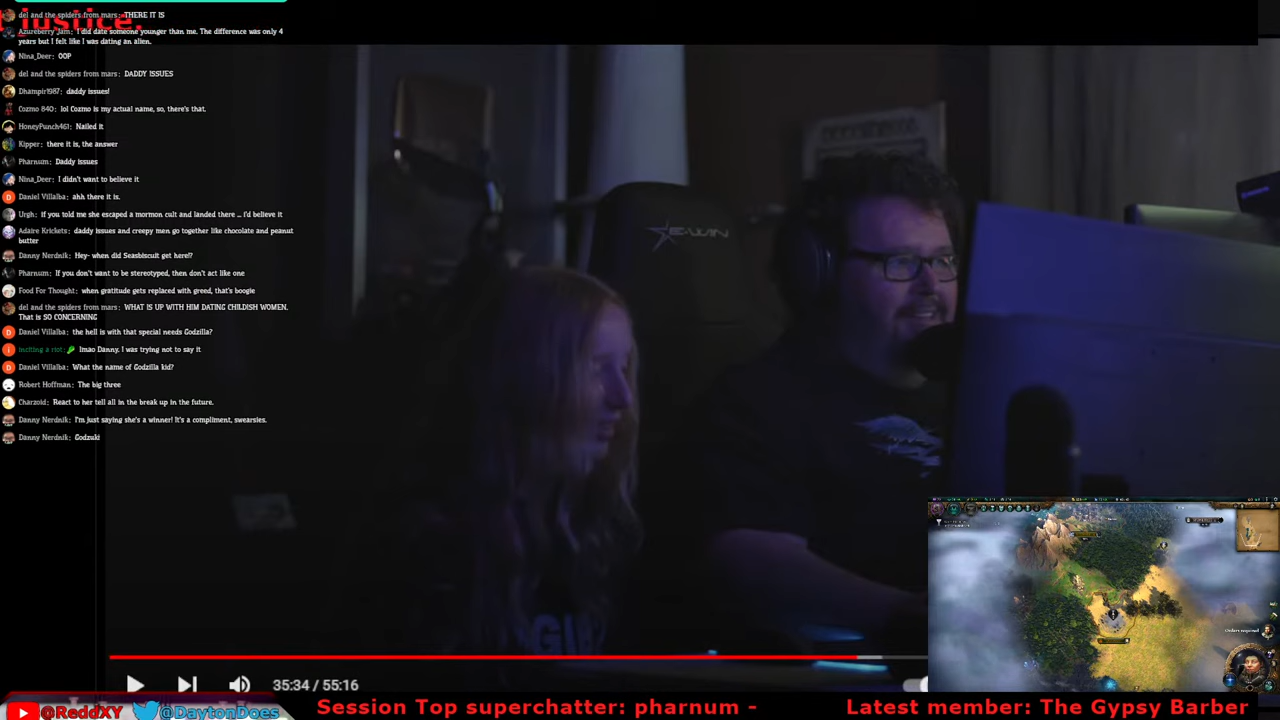 justice.
del and the spiders from mars: THERE IT IS
Azureberry Jam: I did date someone younger than me. The difference was only 4
years but I felt like I was dating an alien.
Nina_Deer: OOP
del and the spiders from mars: DADDY ISSUES
Dhampir1987: daddy issues!
Cozmo 840: lol Cozmo is my actual name, so, there's that.
HoneyPunch461: Nailed it
Kipper: there it is, the answer
Pharnum: Daddy issues
Nina_Deer: I didn't want to believe it
Daniel Villalba: ahh there it is.
Urgh: If you told me she escaped a mormon cult and landed there ... I'd believe it
Adaire Krickets: daddy issues and creepy men go together like chocolate and peanut
butter
Danny Nerdnik: Hey- when did Seasbiscuit get here!?
Pharnum: If you don't want to be stereotyped, then don't act like one
Food For Thought: when gratitude gets replaced with greed, that's boogie
del and the spiders from mars: WHAT IS UP WITH HIM DATING CHILDISH WOMEN.
That is SO CONCERNING
Daniel Villalba: the hell is with that special needs Godzilla?
inciting a riot: lmao Danny. I was trying not to say it
Daniel Villalba: What the name of Godzilla kid?
Robert Hoffman: The big three
Charzoid: React to her tell all in the break up in the future.
Danny Nerdnik: I'm just saying she's a winner! It's a compliment, swearsies.
Danny Nerdnik: Godzuki
E-WIN
35:34 / 55:16
Orders required
@ReddXY @DaytonDoes Session Top superchatter: pharnum - Latest member: The Gypsy Barber